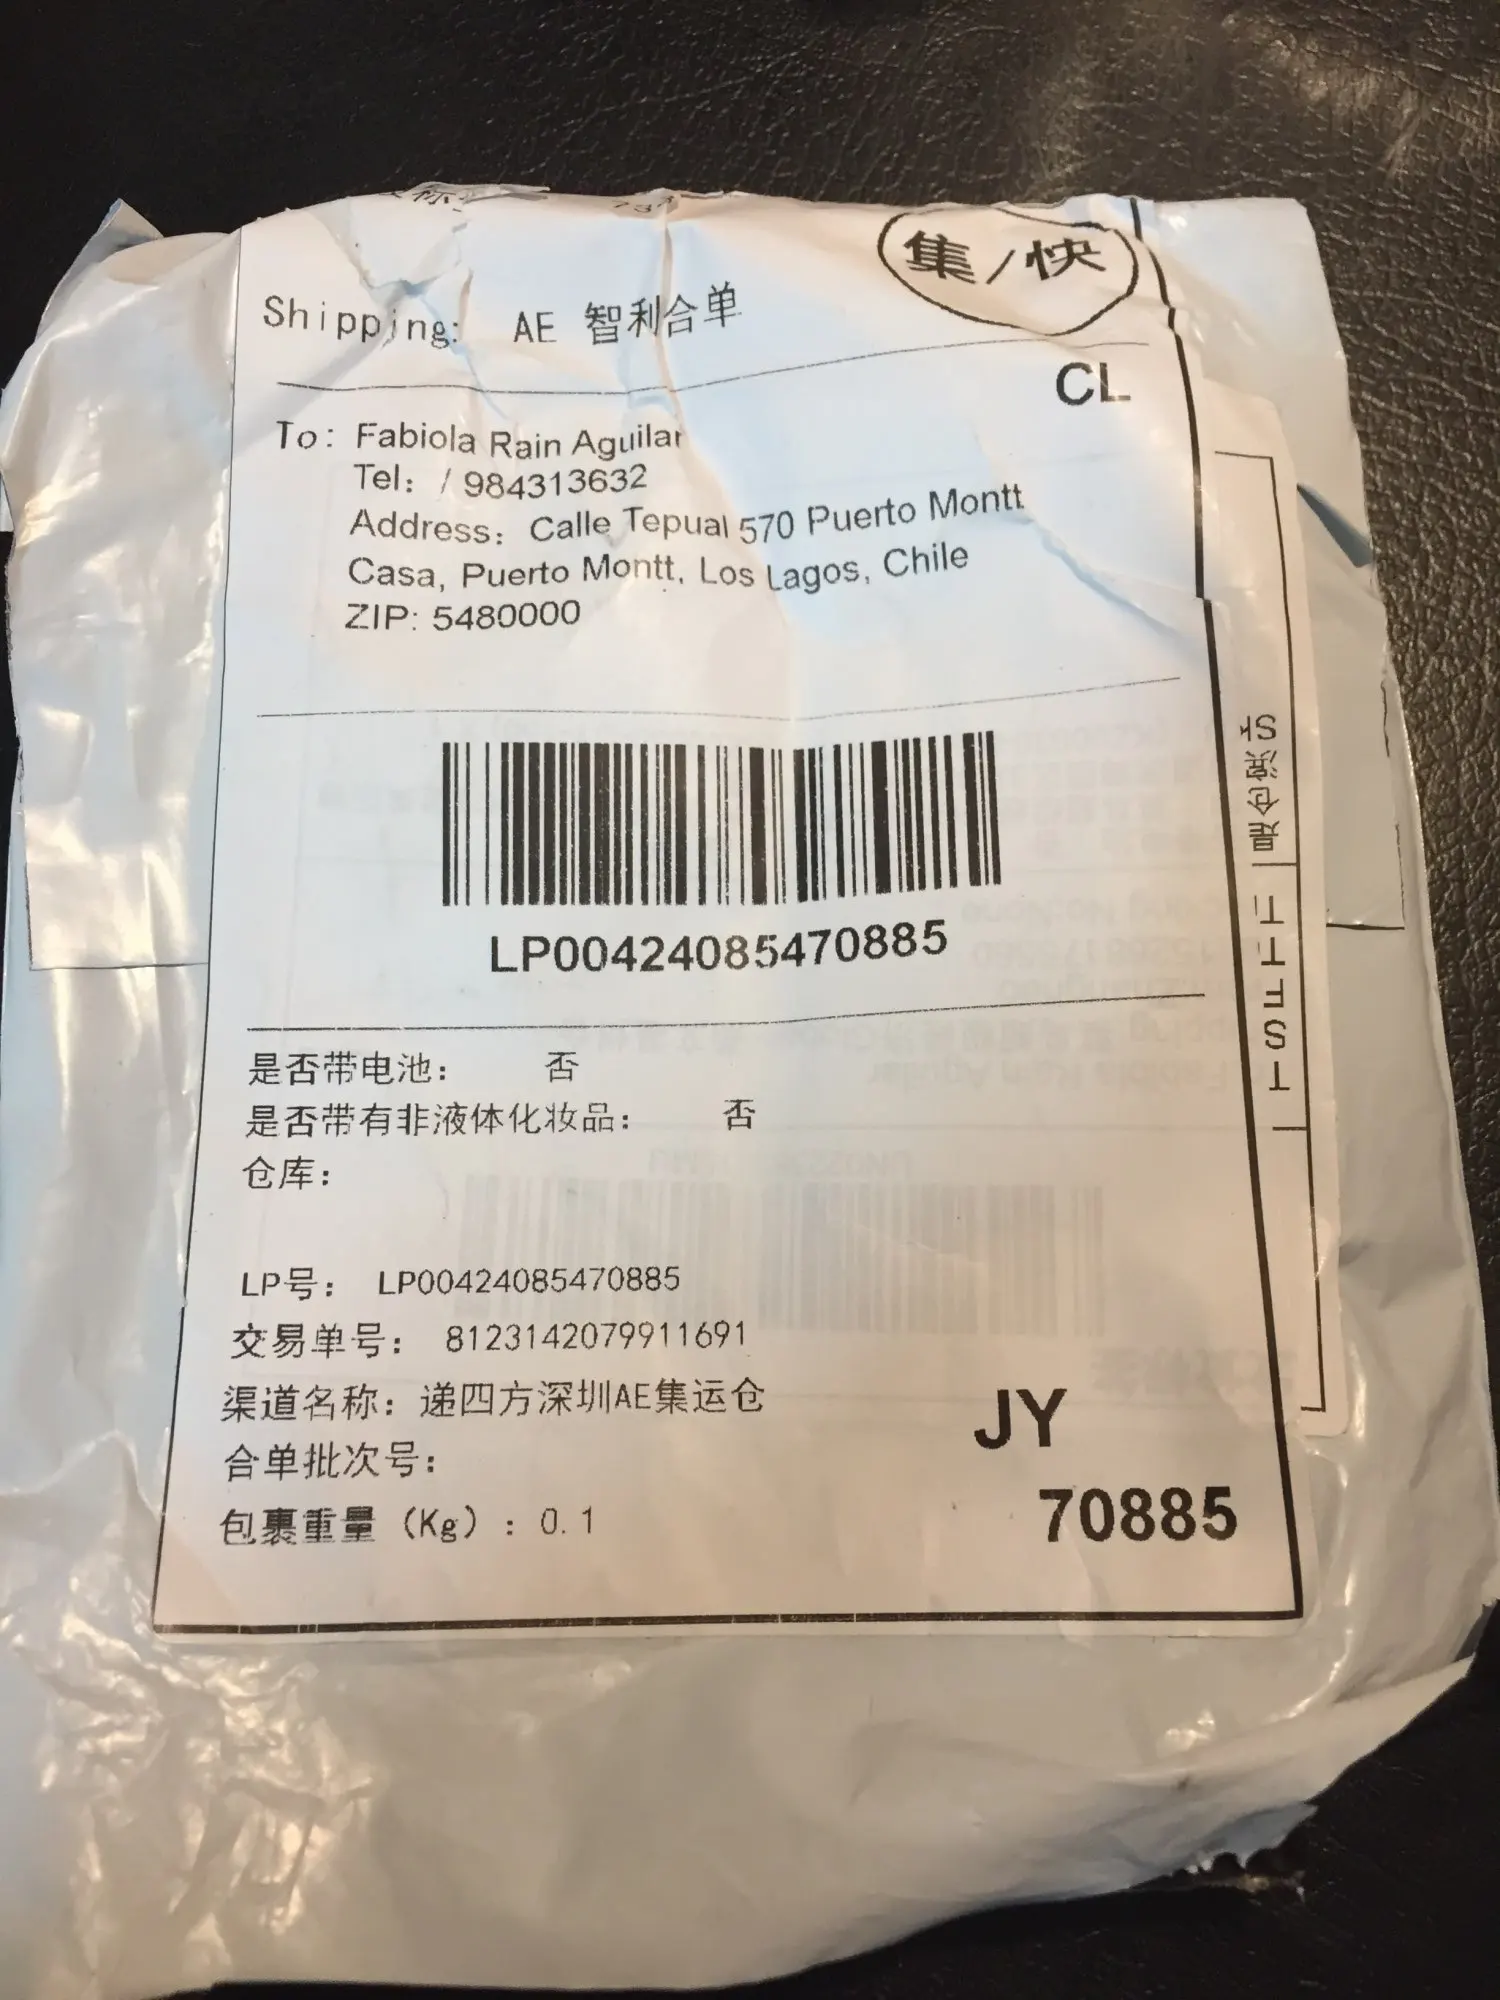 集/快
Shipping: AE 智利合单
CL
To: Fabiola Rain Aguilar
Tel: / 984313632
Address: Calle Tepual 570 Puerto Montt
Casa, Puerto Montt, Los Lagos, Chile
ZIP: 5480000
LP00424085470885
是否带电池: 否
是否带有非液体化妆品: 否
仓库:
LP号: LP00424085470885
交易单号: 8123142079911691
渠道名称: 递四方深圳AE集运仓
合单批次号:
包裹重量 (Kg) : 0.1
JY
70885